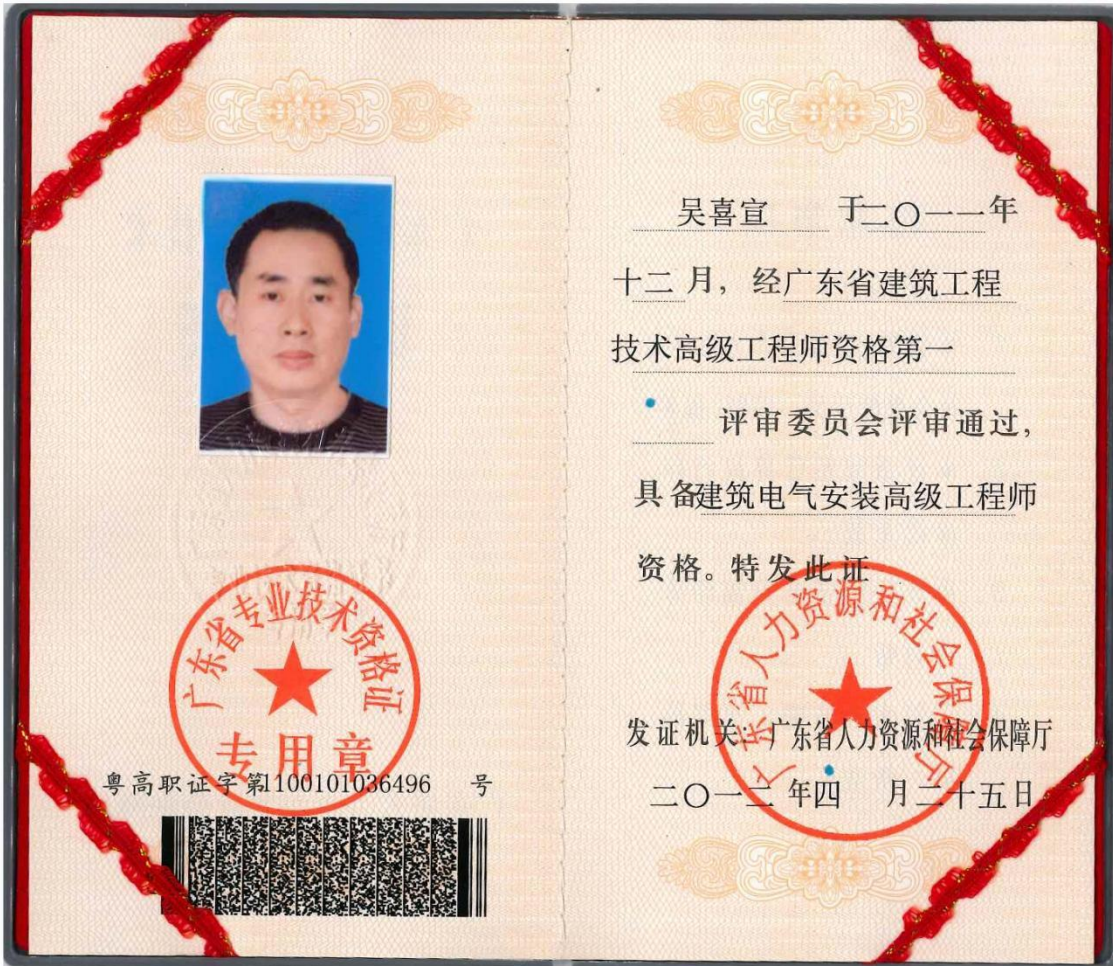 广东省专业技术资格证
专用章
粤高职证字第1100101036496 号
吴喜宣 于二〇一一年
十二月，经广东省建筑工程
技术高级工程师资格第一
评审委员会评审通过，
具备建筑电气安装高级工程师
资格。特发此证
广东省人力资源和社会保障厅
发证机关：广东省人力资源和社会保障厅
二〇一二年四 月二十五日